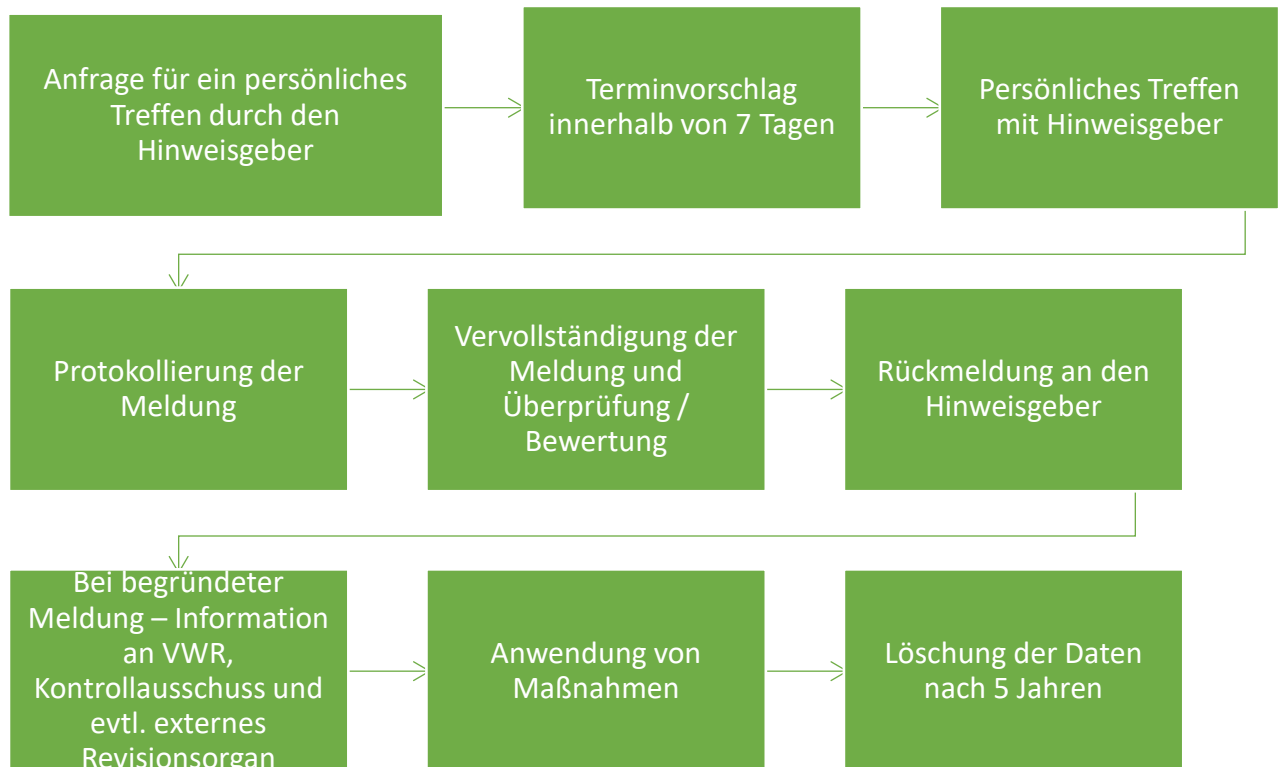 Anfrage für ein persönliches
Treffen durch den
Hinweisgeber
Terminvorschlag
innerhalb von 7 Tagen
Persönliches Treffen
mit Hinweisgeber
Protokollierung der
Meldung
Vervollständigung der
Meldung und
Überprüfung /
Bewertung
Rückmeldung an den
Hinweisgeber
Bei begründeter
Meldung – Information
an VWR,
Kontrollausschuss und
evtl. externes
Revisionsorgan
Anwendung von
Maßnahmen
Löschung der Daten
nach 5 Jahren